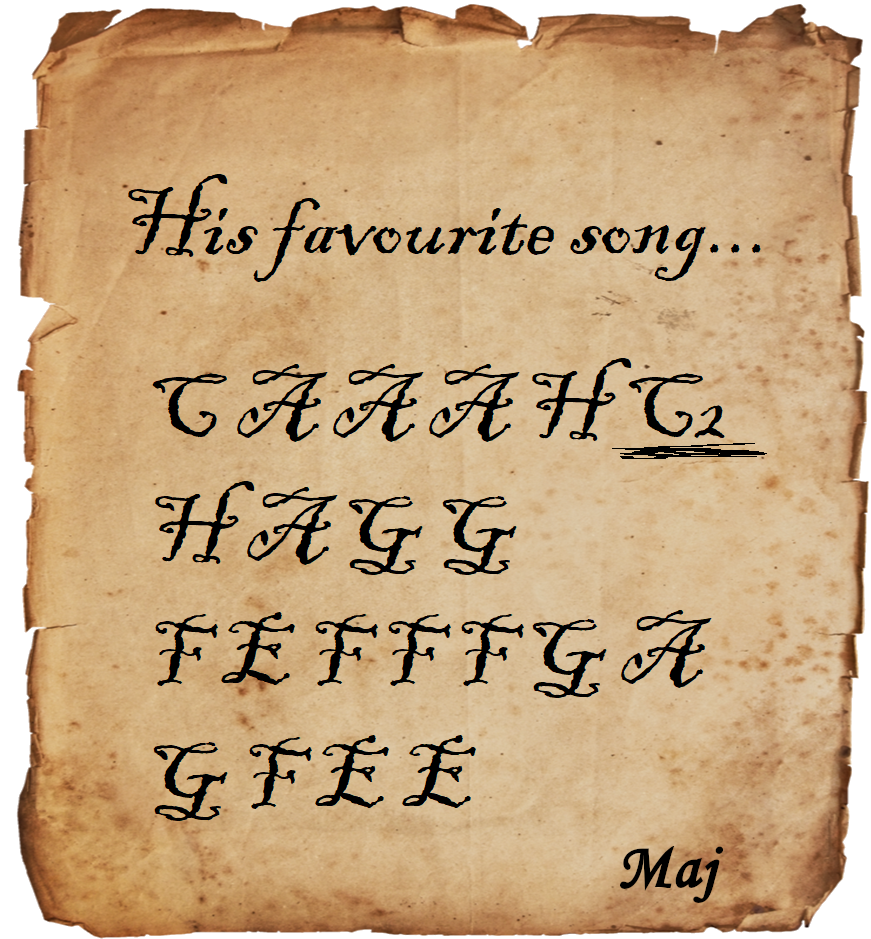 His favourite song...
C A A A H C2
H A G G
F E F F F G A
G F E E
Maj